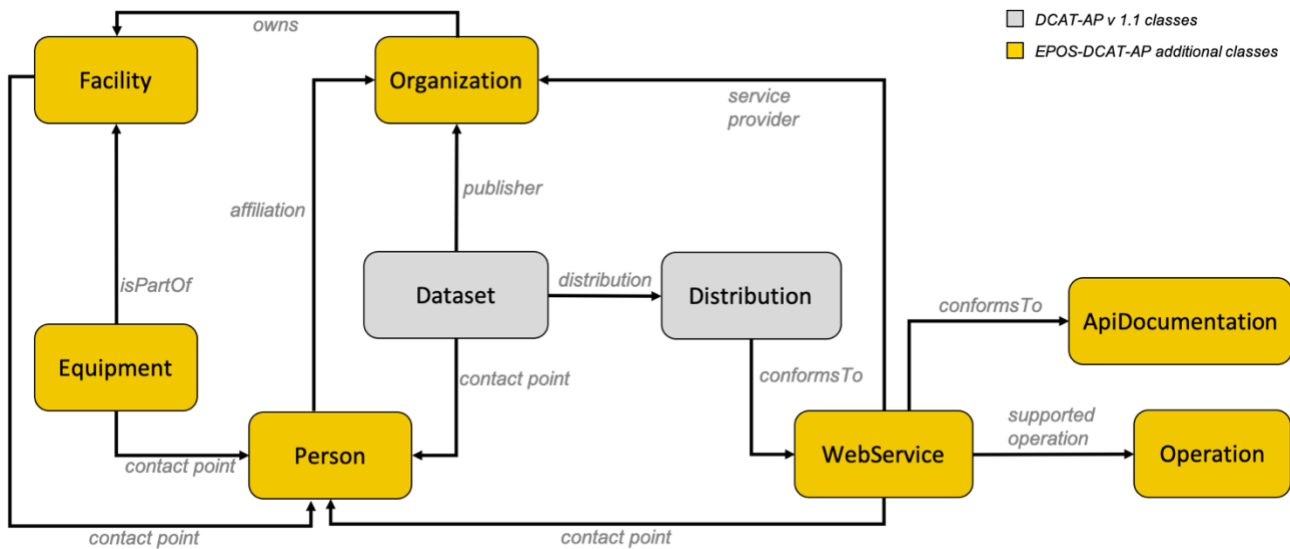 owns
DCAT-AP v 1.1 classes
EPOS-DCAT-AP additional classes
Facility
Organization
service
provider
publisher
affiliation
isPartOf
Dataset
distribution
Distribution
conformsTo
ApiDocumentation
Equipment
contact point
conformsTo
supported
operation
contact point
Person
WebService
Operation
contact point
contact point